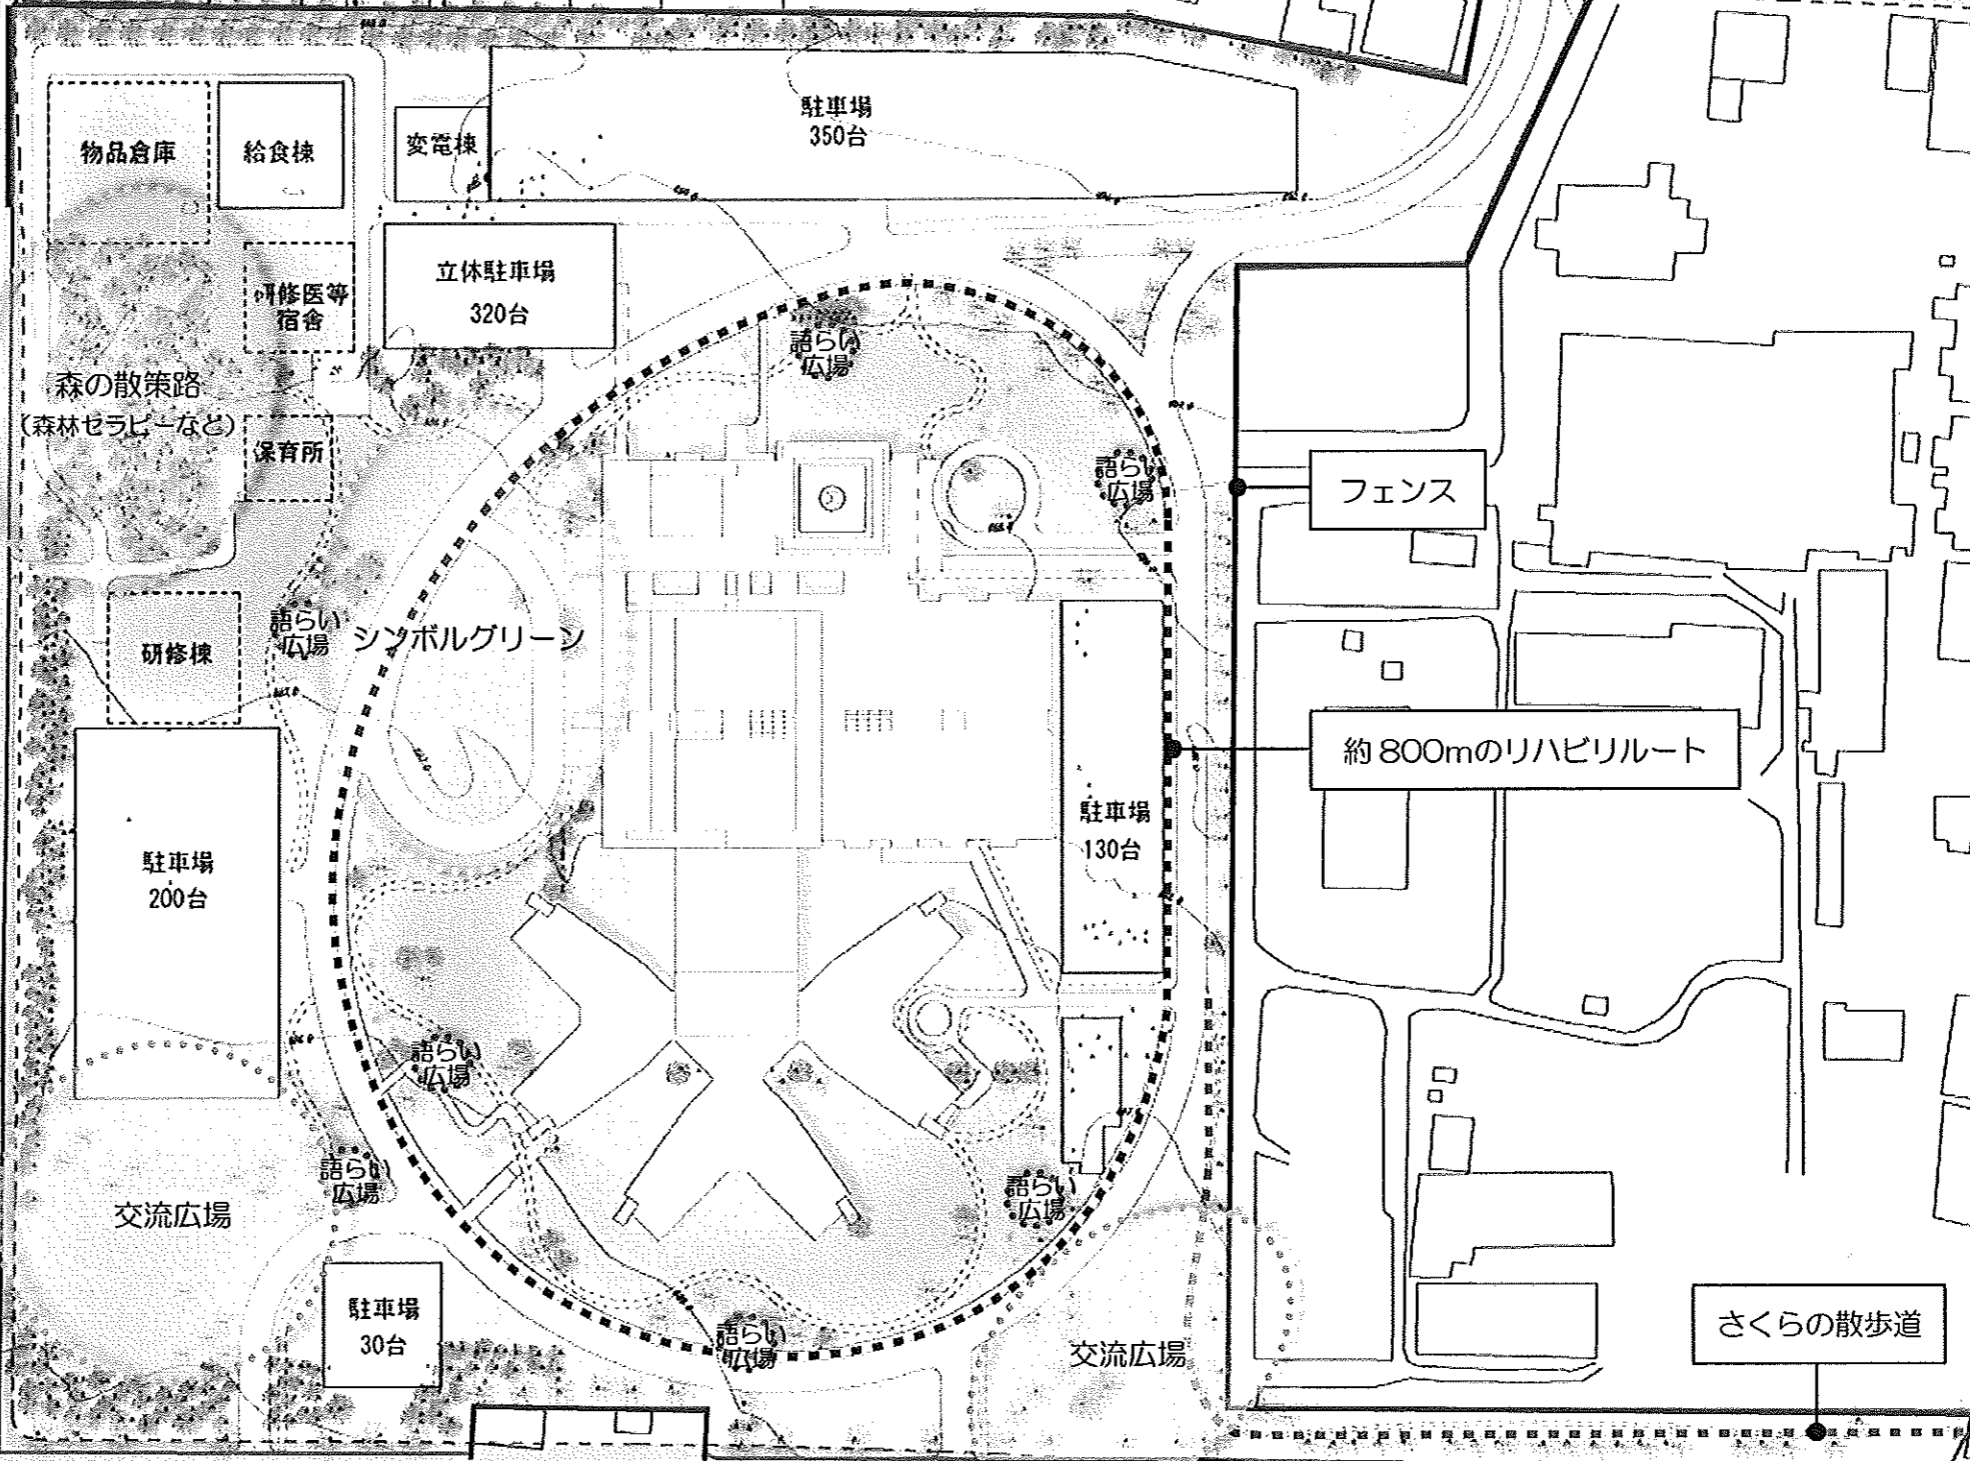 駐車場
350台
物品倉庫
給食棟
変電棟
立体駐車場
320台
研修医等
宿舎
語らい
広場
森の散策路
(森林セラピーなど)
保育所
語らい
広場
フェンス
語らい
広場
シンボルグリーン
研修棟
約800mのリハビリルート
駐車場
130台
駐車場
200台
語らい
広場
語らい
広場
語らい
広場
交流広場
駐車場
30台
語らい
広場
交流広場
さくらの散歩道